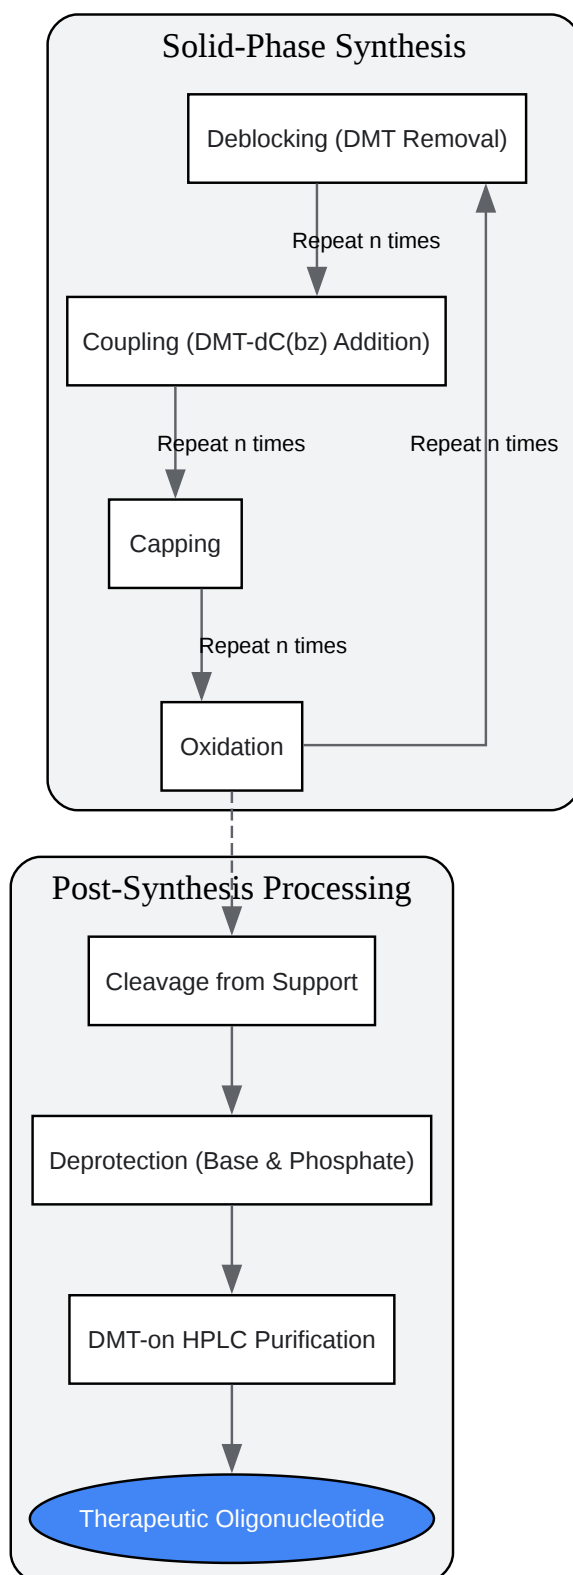 Solid-Phase Synthesis
Deblocking (DMT Removal)
Repeat n times
Coupling (DMT-dC(bz) Addition)
Repeat n times
Repeat n times
Capping
Repeat n times
Oxidation
Post-Synthesis Processing
Cleavage from Support
Deprotection (Base & Phosphate)
DMT-on HPLC Purification
Therapeutic Oligonucleotide